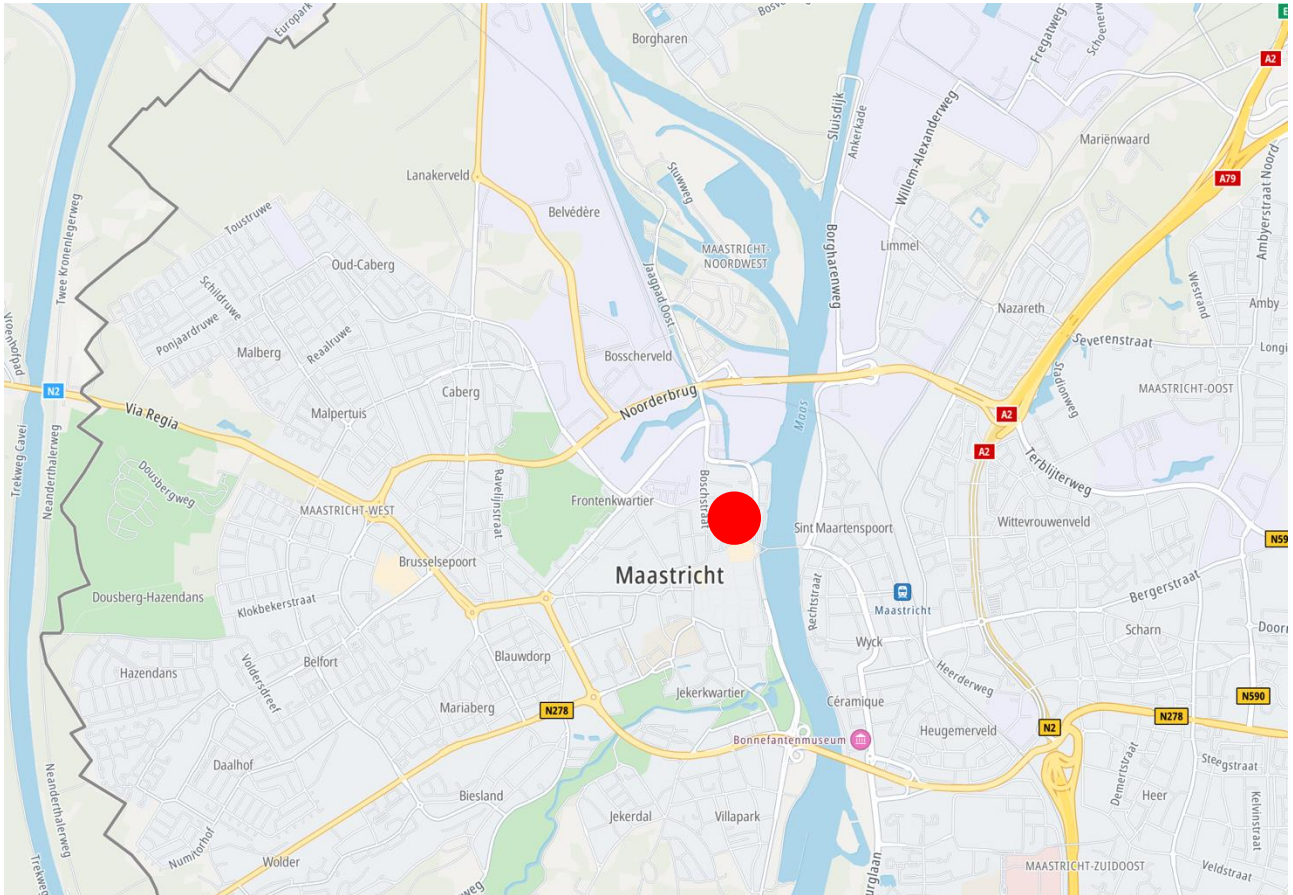 Europark
Borgharen
Fregatweg
A2
Sluisdijk
Ankerkade
Willem-Alexanderweg
Mariënwaard
A79
Twee Kronenlegerweg
Toustruwe
Lanakerveld
Stuwweg
Belvédère
Limmel
Ambyerstraat Noord
Oud-Caberg
MAASTRICHT-
NOORDWEST
Borgharenweg
Schildruwe
Jaagpad Oost
Westrand
Vroenhofpad
Ponjaardruwe
Reaalruwe
Malberg
Bosscherveld
Nazareth
Amby
Severenstraat
N2
Caberg
Stadionweg
MAASTRICHT-OOST
Via Regia
Malpertuis
Noorderbrug
Maas
A2
A2
Trekweg Cavei
Neanderthalerweg
Dousbergweg
Ravelijnstraat
Boschstraat
Terblijterweg
MAASTRICHT-WEST
Frontenkwartier
Sint Maartenspoort
Wittevrouwenveld
Brusselsepoort
Maastricht
Rechtstraat
Maastricht
Bergerstraat
Dousberg-Hazendans
Klokbekerstraat
Wyck
Scharn
Hazendans
Voldersdreef
Belfort
Blauwdorp
Heerderweg
Jekerkwartier
N590
Mariaberg
N278
Céramique
Heugemerveld
N2
N278
Bonnefantenmuseum
Daalhof
Demertstraat
Steegstraat
Neanderthalerweg
Biesland
Heer
Kelvinstraat
Jekerdal
Villapark
Numitorhof
Wolder
MAASTRICHT-ZUIDOOST
Veldstraat